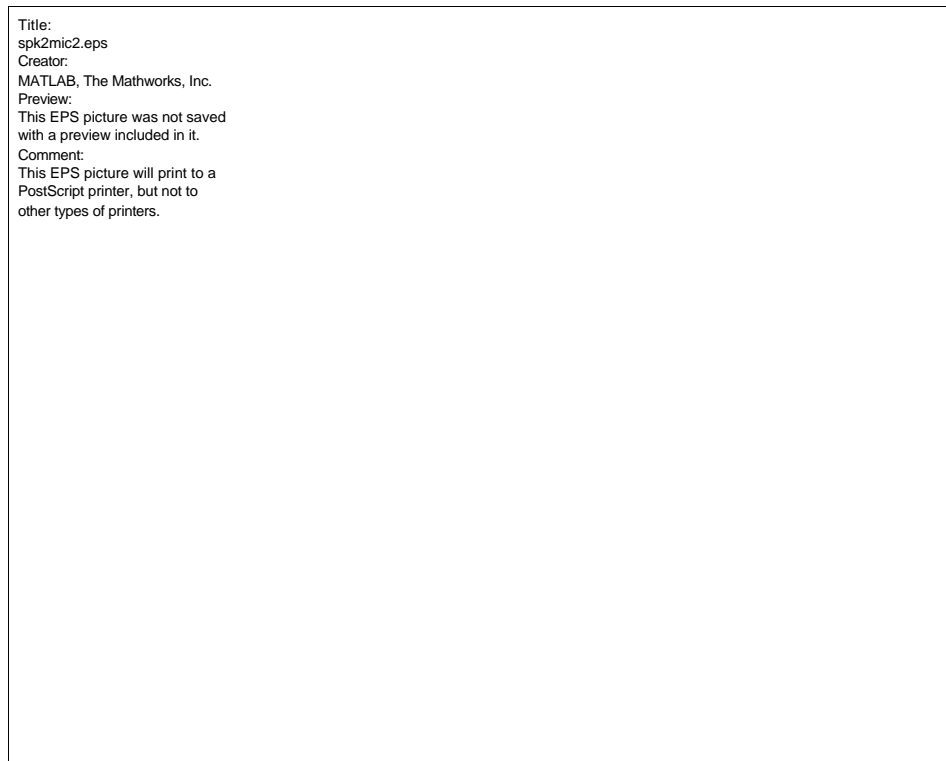 Title:
spk2mic2.eps
Creator:
MATLAB, The Mathworks, Inc.
Preview:
This EPS picture was not saved
with a preview included in it.
Comment:
This EPS picture will print to a
PostScript printer, but not to
other types of printers.